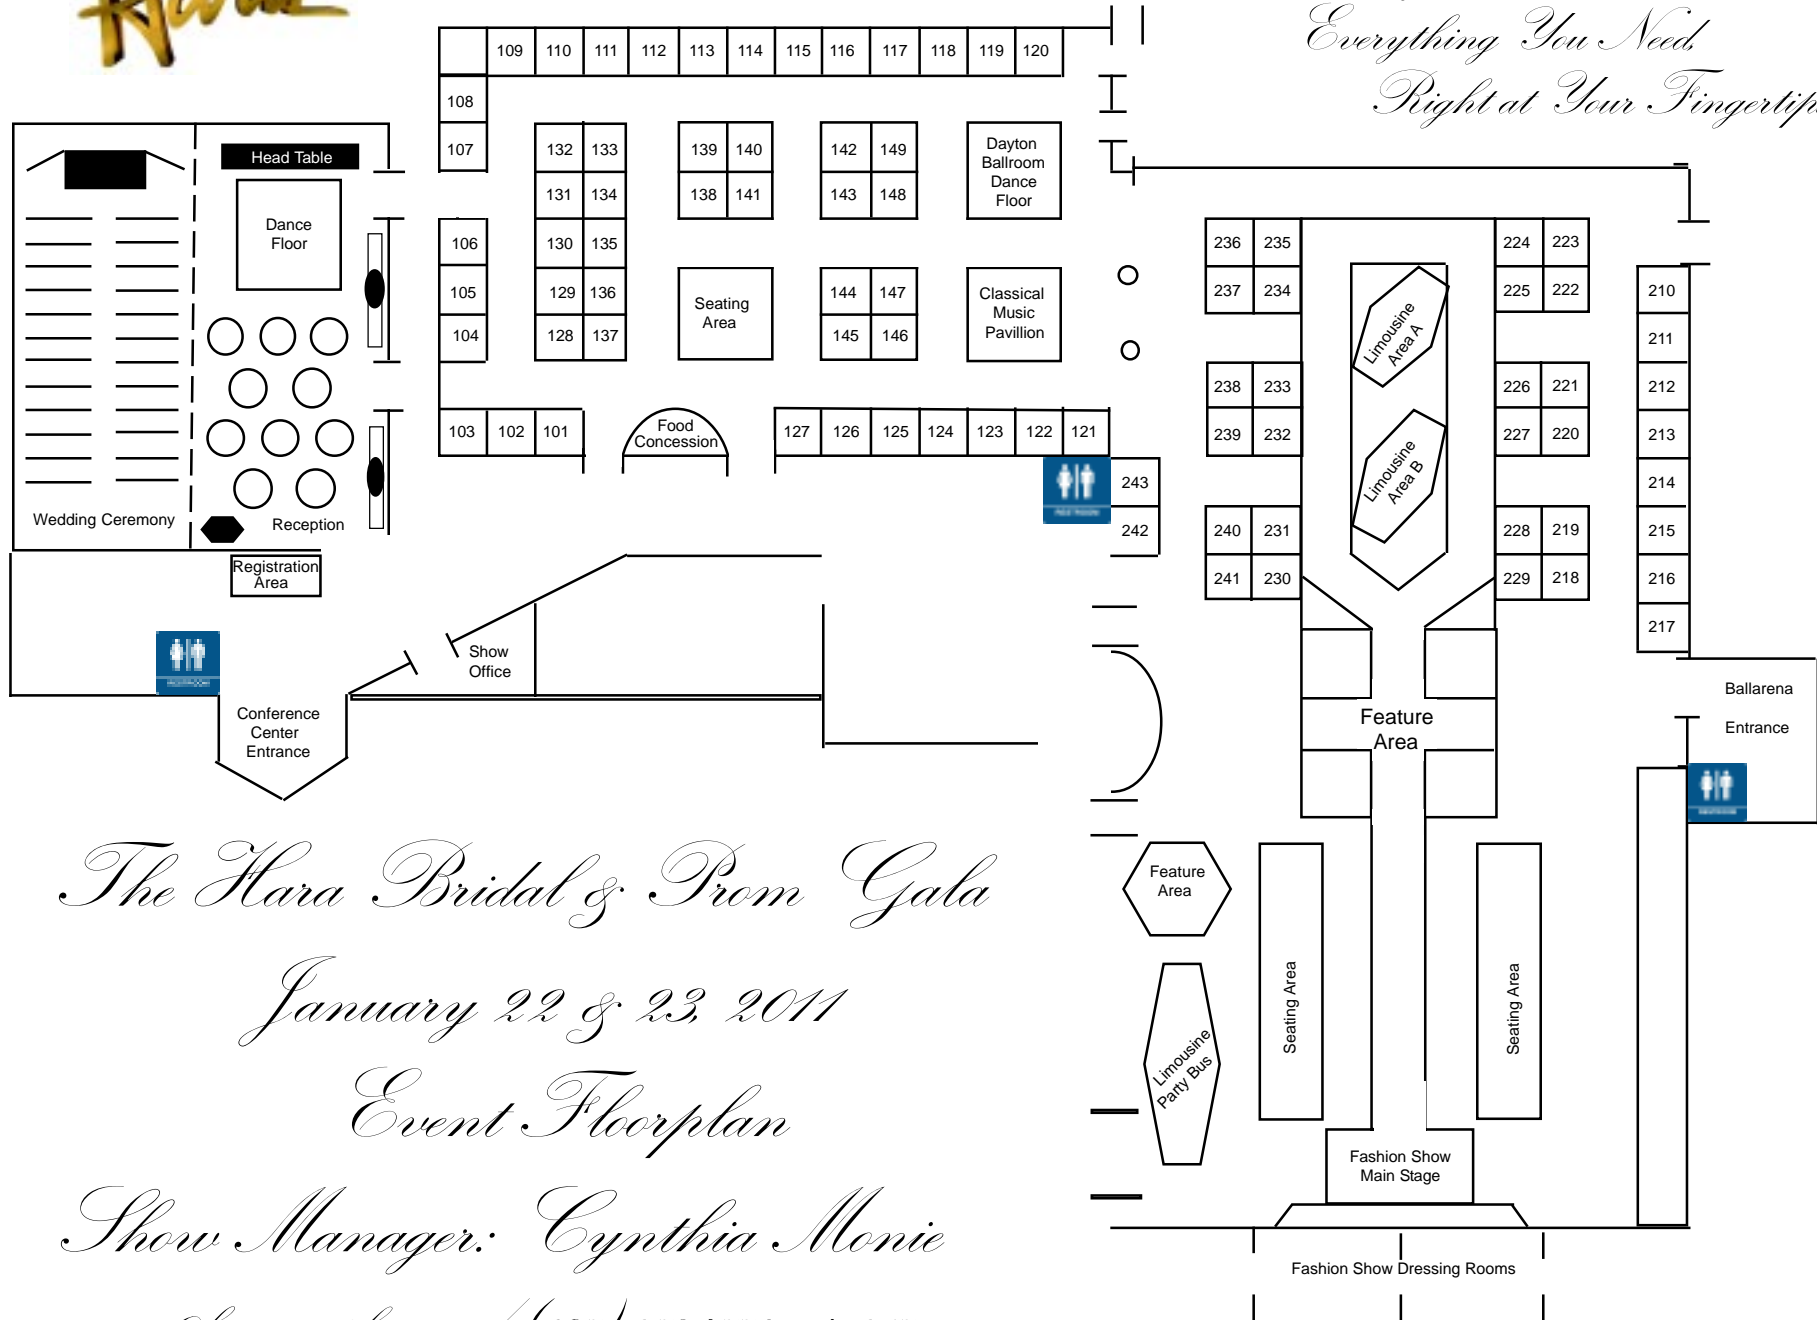 Everything You Need,
Right at Your Fingertips
109 110 111 112 113 114 115 116 117 118 119 120
108
107
106
105
104
103 102 101
132 133
131 134
130 135
129 136
128 137
139 140
138 141
142 149
143 148
144 147
145 146
Dayton
Ballroom
Dance
Floor
Seating
Area
Classical
Music
Pavillion
Food
Concession
127 126 125 124 123 122 121
243
242
Head Table
Dance
Floor
Wedding Ceremony
Reception
Registration
Area
Show
Office
Conference
Center
Entrance
236 235
237 234
238 233
239 232
240 231
241 230
Limousine
Area A
Limousine
Area B
224 223
225 222
226 221
227 220
228 219
229 218
210
211
212
213
214
215
216
217
Ballarena
Entrance
Feature
Area
Feature
Area
Limousine
Party Bus
Seating Area
Seating Area
Fashion Show
Main Stage
Fashion Show Dressing Rooms
The Hara Bridal & Prom Gala
January 22 & 23, 2011
Event Floorplan
Show Manager: Cynthia Monie